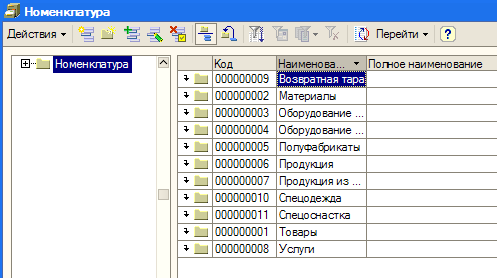 Номенклатура
Действия Перейти ?
Номенклатура
Код Наименова... Полное наименование
000000009 Возвратная тара
000000002 Материалы
000000003 Оборудование ...
000000004 Оборудование ...
000000005 Полуфабрикаты
000000006 Продукция
000000007 Продукция из ...
000000010 Спецодежда
000000011 Спецоснастка
000000001 Товары
000000008 Услуги